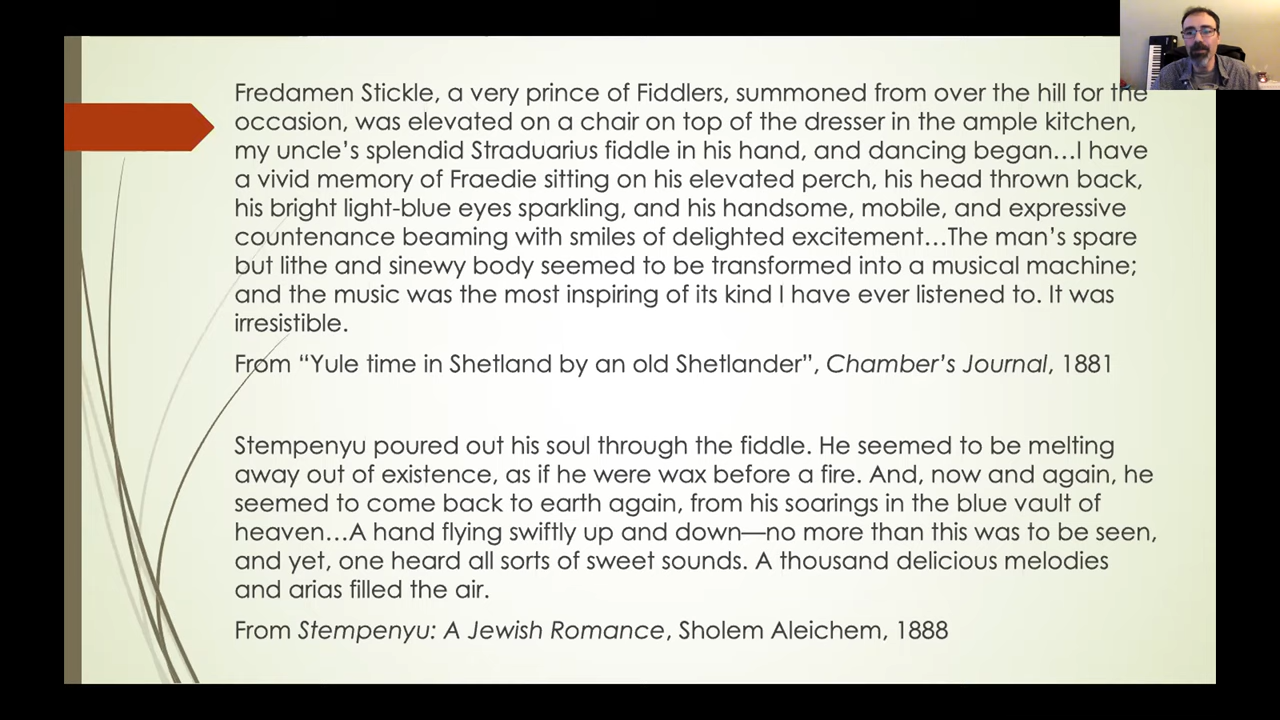 Fredamen Stickle, a very prince of Fiddlers, summoned from over the hill for the
occasion, was elevated on a chair on top of the dresser in the ample kitchen,
my uncle’s splendid Straduarius fiddle in his hand, and dancing began…I have
a vivid memory of Fraedie sitting on his elevated perch, his head thrown back,
his bright light-blue eyes sparkling, and his handsome, mobile, and expressive
countenance beaming with smiles of delighted excitement…The man’s spare
but lithe and sinewy body seemed to be transformed into a musical machine;
and the music was the most inspiring of its kind I have ever listened to. It was
irresistible.
From “Yule time in Shetland by an old Shetlander”, Chamber’s Journal, 1881
Stempenyu poured out his soul through the fiddle. He seemed to be melting
away out of existence, as if he were wax before a fire. And, now and again, he
seemed to come back to earth again, from his soarings in the blue vault of
heaven…A hand flying swiftly up and down—no more than this was to be seen,
and yet, one heard all sorts of sweet sounds. A thousand delicious melodies
and arias filled the air.
From Stempenyu: A Jewish Romance, Sholem Aleichem, 1888